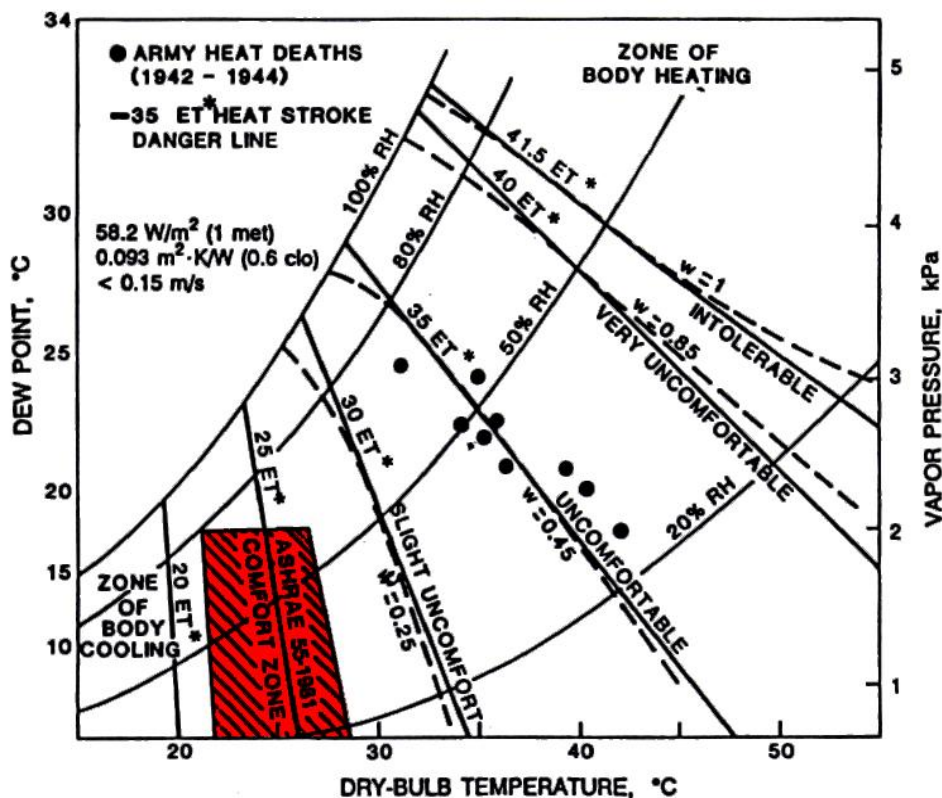 34
30
25
20
15
10
DEW POINT, °C
● ARMY HEAT DEATHS
(1942 - 1944)
- 35 ET* HEAT STROKE
DANGER LINE
58.2 W/m² (1 met)
0.093 m²·K/W (0.6 clo)
< 0.15 m/s
ZONE OF
BODY HEATING
100% RH
80% RH
50% RH
20% RH
41.5 ET*
40 ET*
35 ET*
30 ET*
25 ET*
20 ET*
w = 1
INTOLERABLE
w = 0.85
VERY UNCOMFORTABLE
w = 0.45
UNCOMFORTABLE
SLIGHT UNCOMFORT
w = 0.25
ZONE
OF
BODY
COOLING
ASHRAE 55-1981
COMFORT ZONE
5
4
3
2
1
VAPOR PRESSURE, kPa
20
30
40
50
DRY-BULB TEMPERATURE, °C